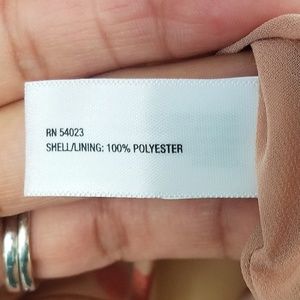 RN 54023
SHELL/LINING: 100% POLYESTER